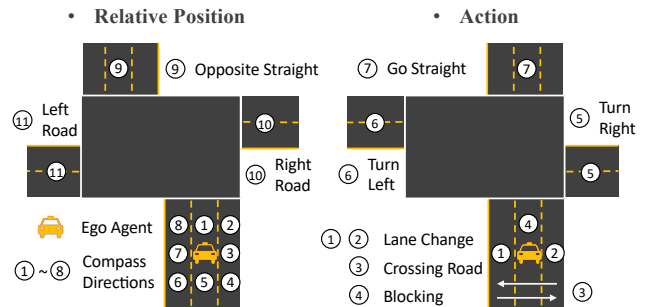 • Relative Position
9
9 Opposite Straight
11 Left
Road
10
11
10 Right
Road
Ego Agent
8 1 2
7 3
6 5 4
1 ~ 8 Compass
Directions
• Action
7 Go Straight
7
6
5 Turn
Right
6 Turn
Left
5
4
1 2
1 2 Lane Change
3 Crossing Road
4 Blocking
3